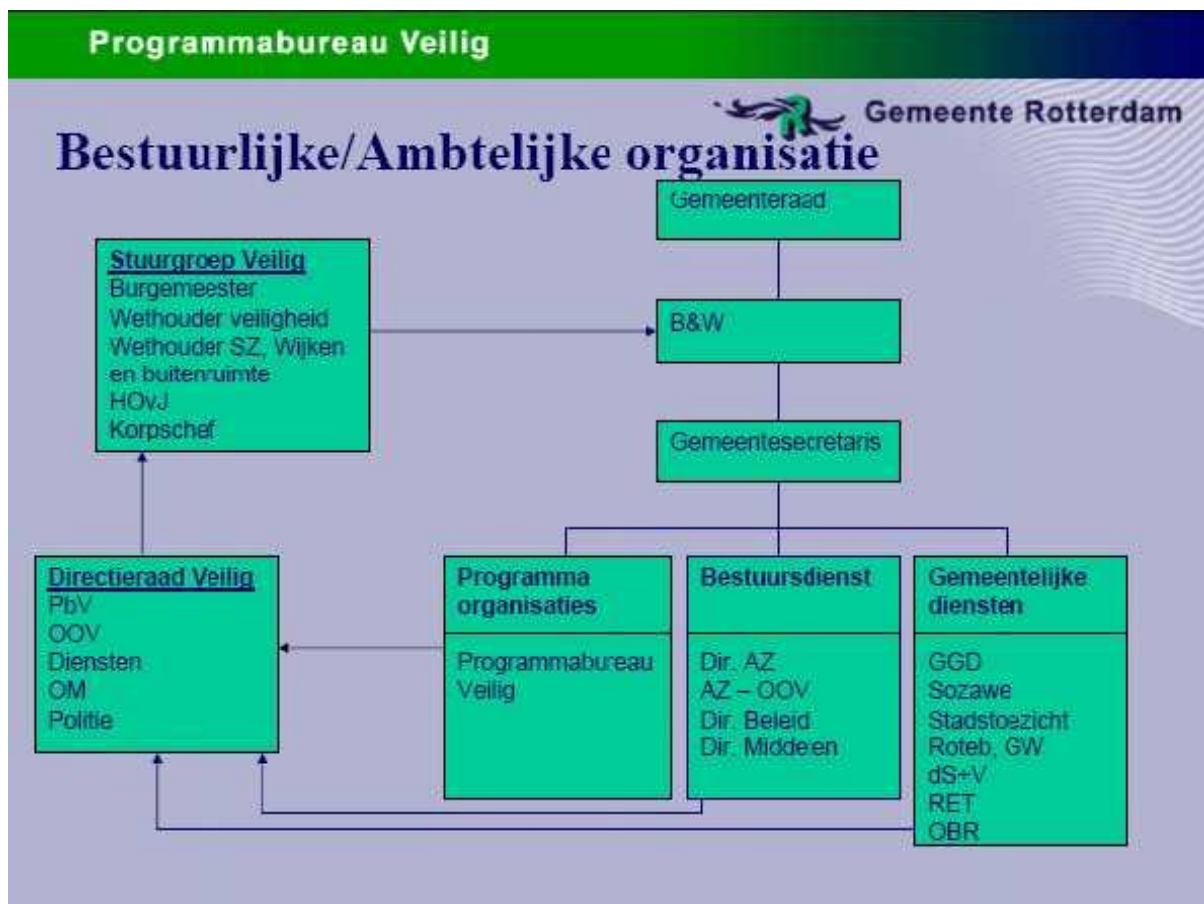 Programmabureau Veilig
Gemeente Rotterdam
Bestuurlijke/Ambtelijke organisatie
Gemeenteraad
Stuurgroep Veilig
Burgemeester
Wethouder veiligheid
Wethouder SZ, Wijken
en buitenruimte
HOvJ
Korpschef
B&W
Gemeentesecretaris
Directieraad Veilig
PbV
OOV
Diensten
OM
Politie
Programma
organisaties
Programmabureau
Veilig
Bestuursdienst
Dir. AZ
AZ – OOV
Dir. Beleid
Dir. Middelen
Gemeentelijke
diensten
GGD
Sozawe
Stadstoezicht
Roteb, GW
dS+V
RET
OBR